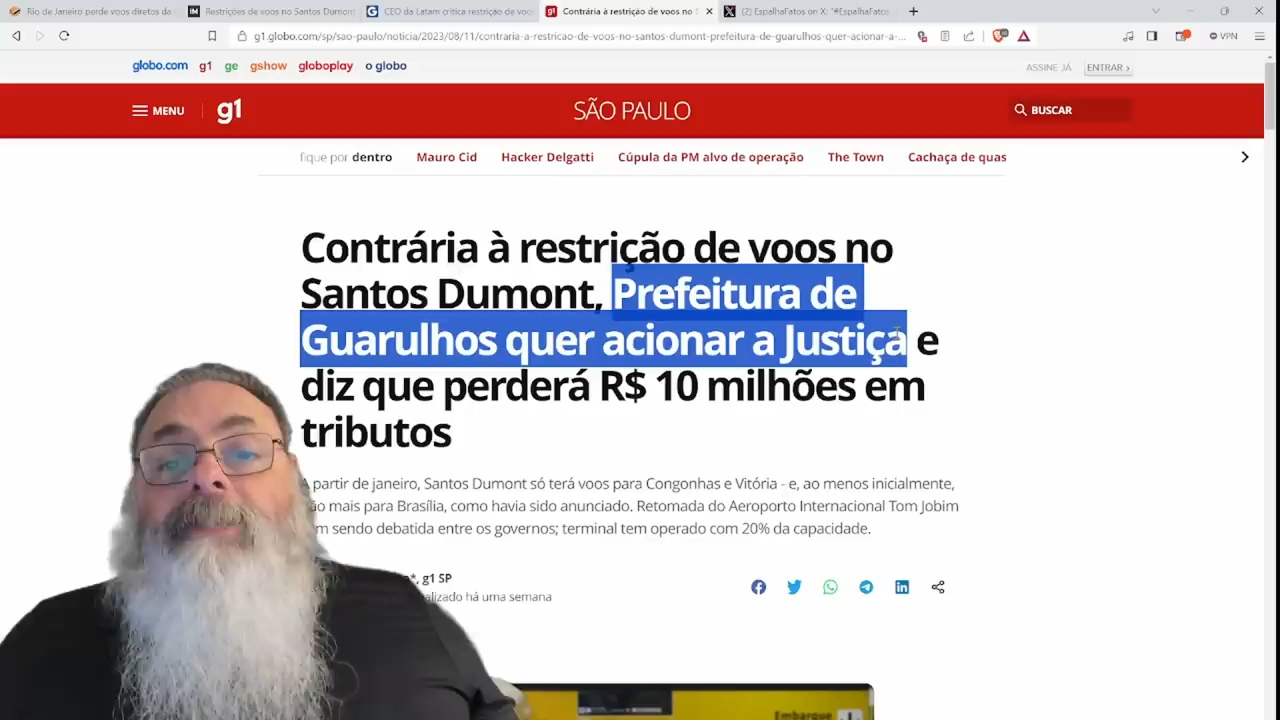 Rio de Janeiro perde voos diretos da
Restrições de voos no Santos Dumont
CEO da Latam critica restrição de voos
Contrária à restrição de voos no S
(2) EspalhaFatos on X: "#EspalhaFatos
g1.globo.com/sp/sao-paulo/noticia/2023/08/11/contraria-a-restricao-de-voos-no-santos-dumont-prefeitura-de-guarulhos-quer-acionar-a-...
VPN
globo.com g1 ge gshow globoplay o globo
ASSINE JÁ ENTRAR ›
MENU g1 SÃO PAULO BUSCAR
fique por dentro Mauro Cid Hacker Delgatti Cúpula da PM alvo de operação The Town Cachaça de quas
Contrária à restrição de voos no
Santos Dumont, Prefeitura de
Guarulhos quer acionar a Justiça e
diz que perderá R$ 10 milhões em
tributos
A partir de janeiro, Santos Dumont só terá voos para Congonhas e Vitória - e, ao menos inicialmente,
mais para Brasília, como havia sido anunciado. Retomada do Aeroporto Internacional Tom Jobim
sendo debatida entre os governos; terminal tem operado com 20% da capacidade.
g1 SP
há uma semana
Embarque